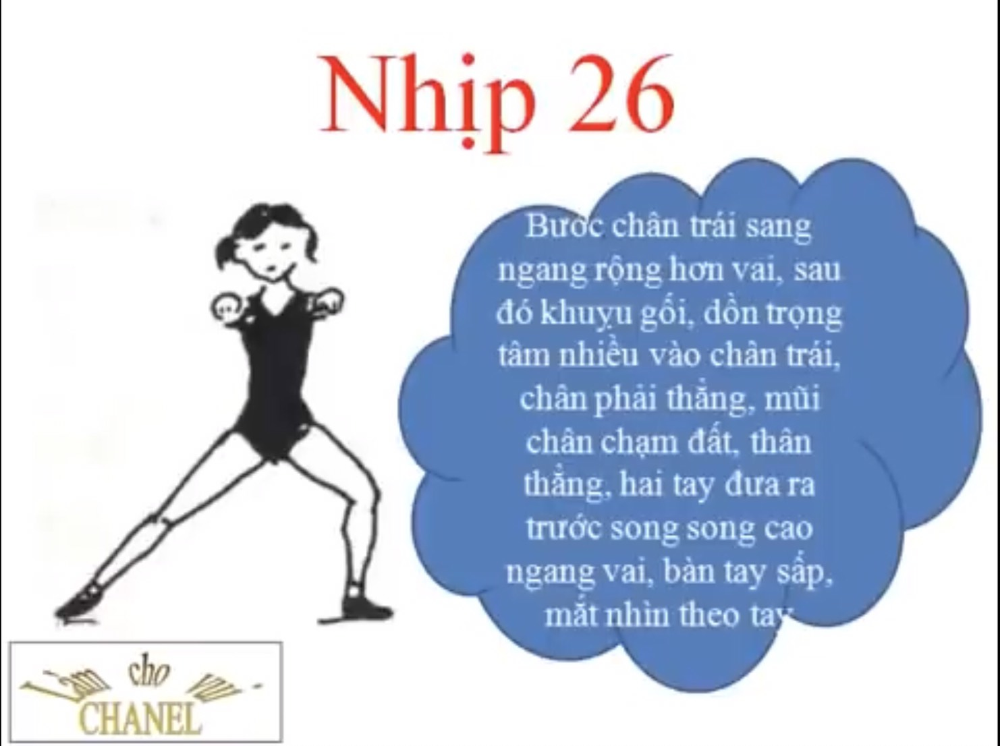 Nhịp 26
Bước chân trái sang
ngang rộng hơn vai, sau
đó khuỵu gối, dồn trọng
tâm nhiều vào chân trái,
chân phải thẳng, mũi
chân chạm đất, thân
thẳng, hai tay đưa ra
trước song song cao
ngang vai, bàn tay sấp,
mắt nhìn theo tay
Làm cho vui -
CHANEL